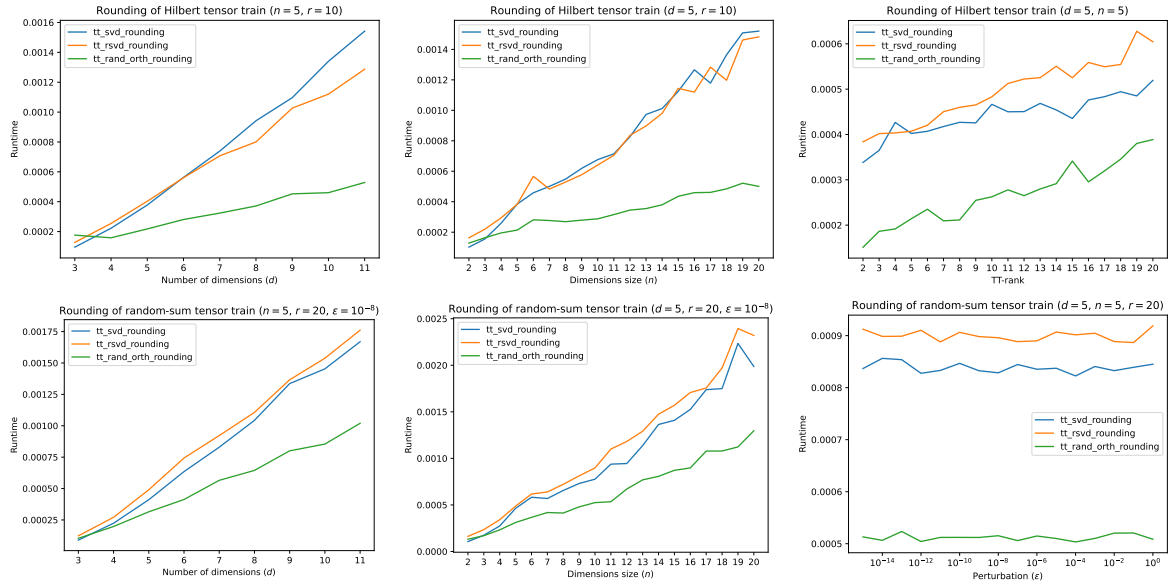 Rounding of Hilbert tensor train (n = 5, r = 10)
0.0016
0.0014
0.0012
0.0010
0.0008
0.0006
0.0004
0.0002
Runtime
tt_svd_rounding
tt_rsvd_rounding
tt_rand_orth_rounding
3 4 5 6 7 8 9 10 11
Number of dimensions (d)
Rounding of Hilbert tensor train (d = 5, r = 10)
0.0014
0.0012
0.0010
0.0008
0.0006
0.0004
0.0002
Runtime
tt_svd_rounding
tt_rsvd_rounding
tt_rand_orth_rounding
2 3 4 5 6 7 8 9 10 11 12 13 14 15 16 17 18 19 20
Dimensions size (n)
Rounding of Hilbert tensor train (d = 5, n = 5)
0.0006
0.0005
0.0004
0.0003
0.0002
Runtime
tt_svd_rounding
tt_rsvd_rounding
tt_rand_orth_rounding
2 3 4 5 6 7 8 9 10 11 12 13 14 15 16 17 18 19 20
TT-rank
Rounding of random-sum tensor train (n = 5, r = 20, ε = 10⁻⁸)
0.00175
0.00150
0.00125
0.00100
0.00075
0.00050
0.00025
Runtime
tt_svd_rounding
tt_rsvd_rounding
tt_rand_orth_rounding
3 4 5 6 7 8 9 10 11
Number of dimensions (d)
Rounding of random-sum tensor train (d = 5, r = 20, ε = 10⁻⁸)
0.0025
0.0020
0.0015
0.0010
0.0005
0.0000
Runtime
tt_svd_rounding
tt_rsvd_rounding
tt_rand_orth_rounding
2 3 4 5 6 7 8 9 10 11 12 13 14 15 16 17 18 19 20
Dimensions size (n)
Rounding of random-sum tensor train (d = 5, n = 5, r = 20)
0.0009
0.0008
0.0007
0.0006
0.0005
Runtime
tt_svd_rounding
tt_rsvd_rounding
tt_rand_orth_rounding
10⁻¹⁴ 10⁻¹² 10⁻¹⁰ 10⁻⁸ 10⁻⁶ 10⁻⁴ 10⁻² 10⁰
Perturbation (ε)